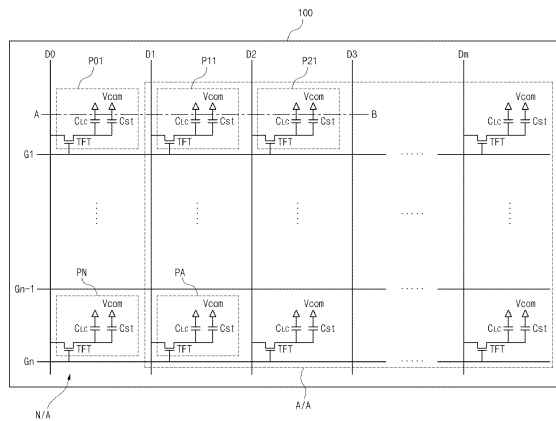 100
D0 D1 D2 D3 Dm
P01 P11 P21
A Vcom Vcom Vcom B Vcom
CLC Cst CLC Cst CLC Cst CLC Cst
TFT TFT TFT TFT
G1
Gn-1
PN PA
Vcom Vcom Vcom Vcom
CLC Cst CLC Cst CLC Cst CLC Cst
TFT TFT TFT TFT
Gn
N/A A/A